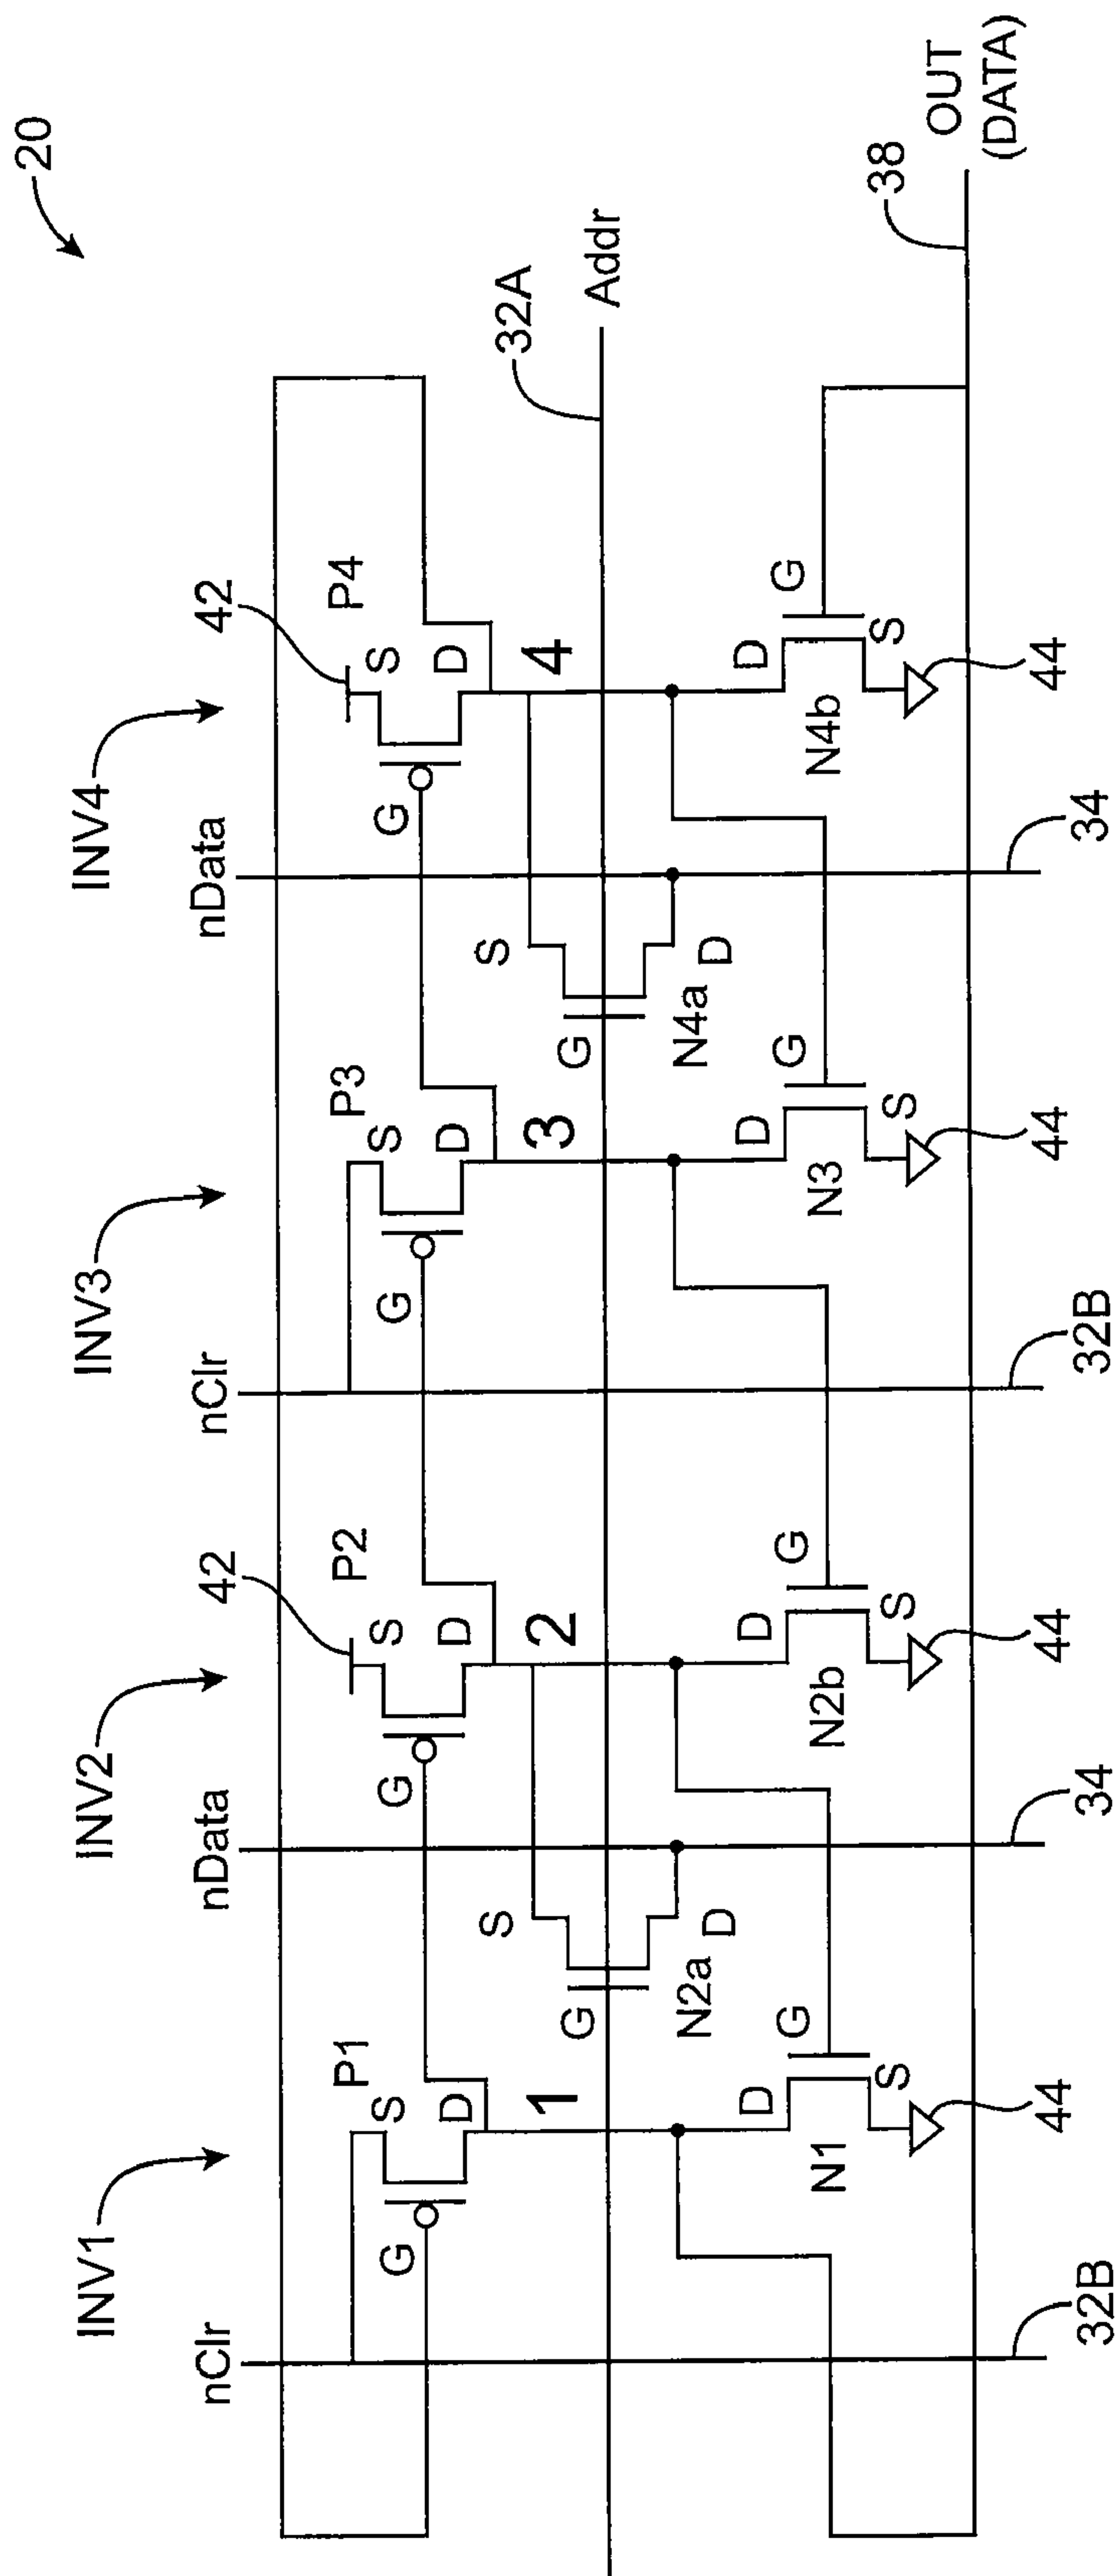 20
INV1
INV2
INV3
INV4
nClr
nData
nClr
nData
42
42
P1
P2
P3
P4
S
S
S
S
G
D
G
D
G
D
G
D
32A
Addr
1
2
3
4
S
S
G
G
D
D
N2a
N4a
D
G
D
G
D
G
D
G
N1
S
N2b
S
N3
S
N4b
S
38
OUT
(DATA)
32B
44
34
44
32B
44
34
44